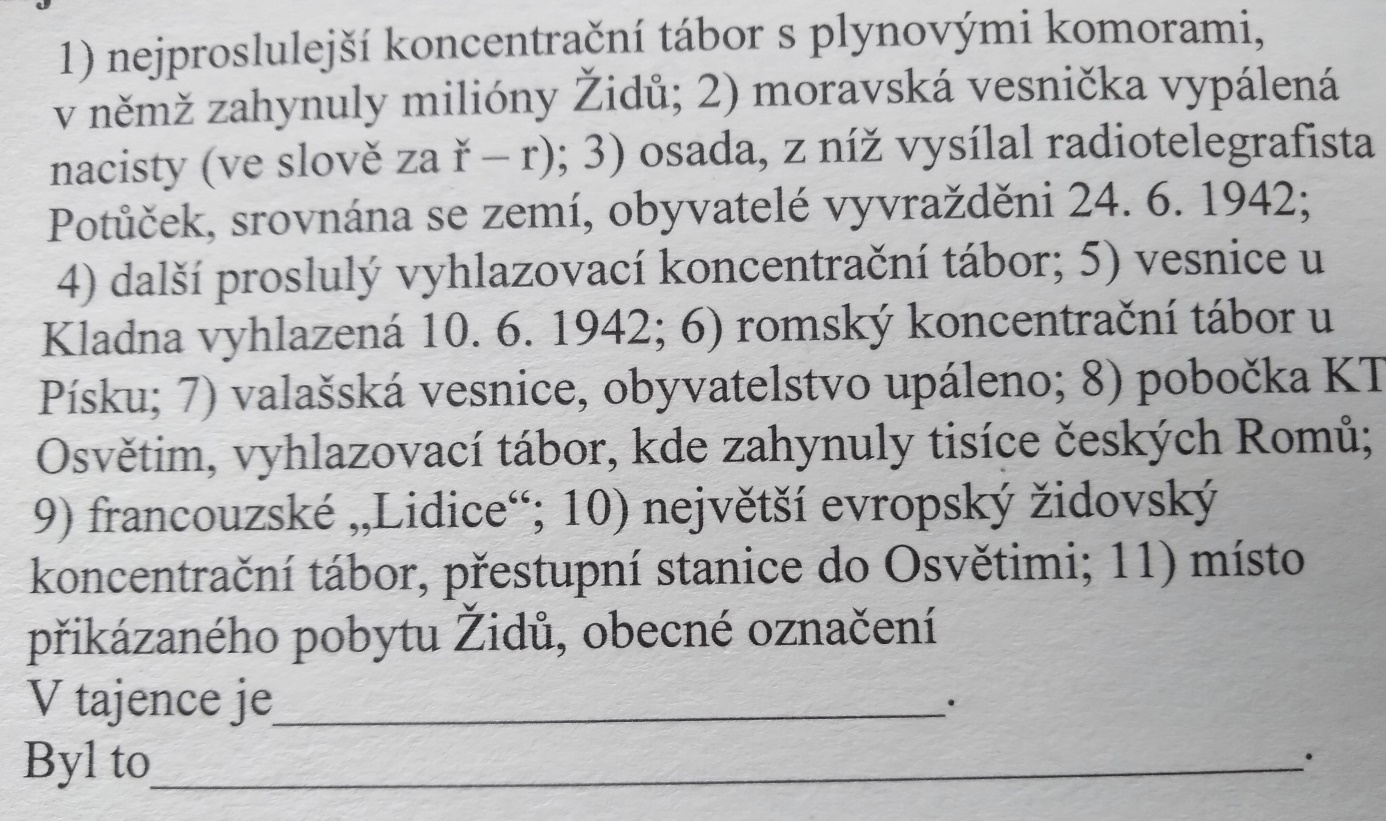 1) nejproslulejší koncentrační tábor s plynovými komorami,
v němž zahynuly milióny Židů; 2) moravská vesnička vypálená
nacisty (ve slově za ř – r); 3) osada, z níž vysílal radiotelegrafista
Potůček, srovnána se zemí, obyvatelé vyvražděni 24. 6. 1942;
4) další proslulý vyhlazovací koncentrační tábor; 5) vesnice u
Kladna vyhlazená 10. 6. 1942; 6) romský koncentrační tábor u
Písku; 7) valašská vesnice, obyvatelstvo upáleno; 8) pobočka KT
Osvětim, vyhlazovací tábor, kde zahynuly tisíce českých Romů;
9) francouzské „Lidice“; 10) největší evropský židovský
koncentrační tábor, přestupní stanice do Osvětimi; 11) místo
přikázaného pobytu Židů, obecné označení
V tajence je____________________.
Byl to____________________.